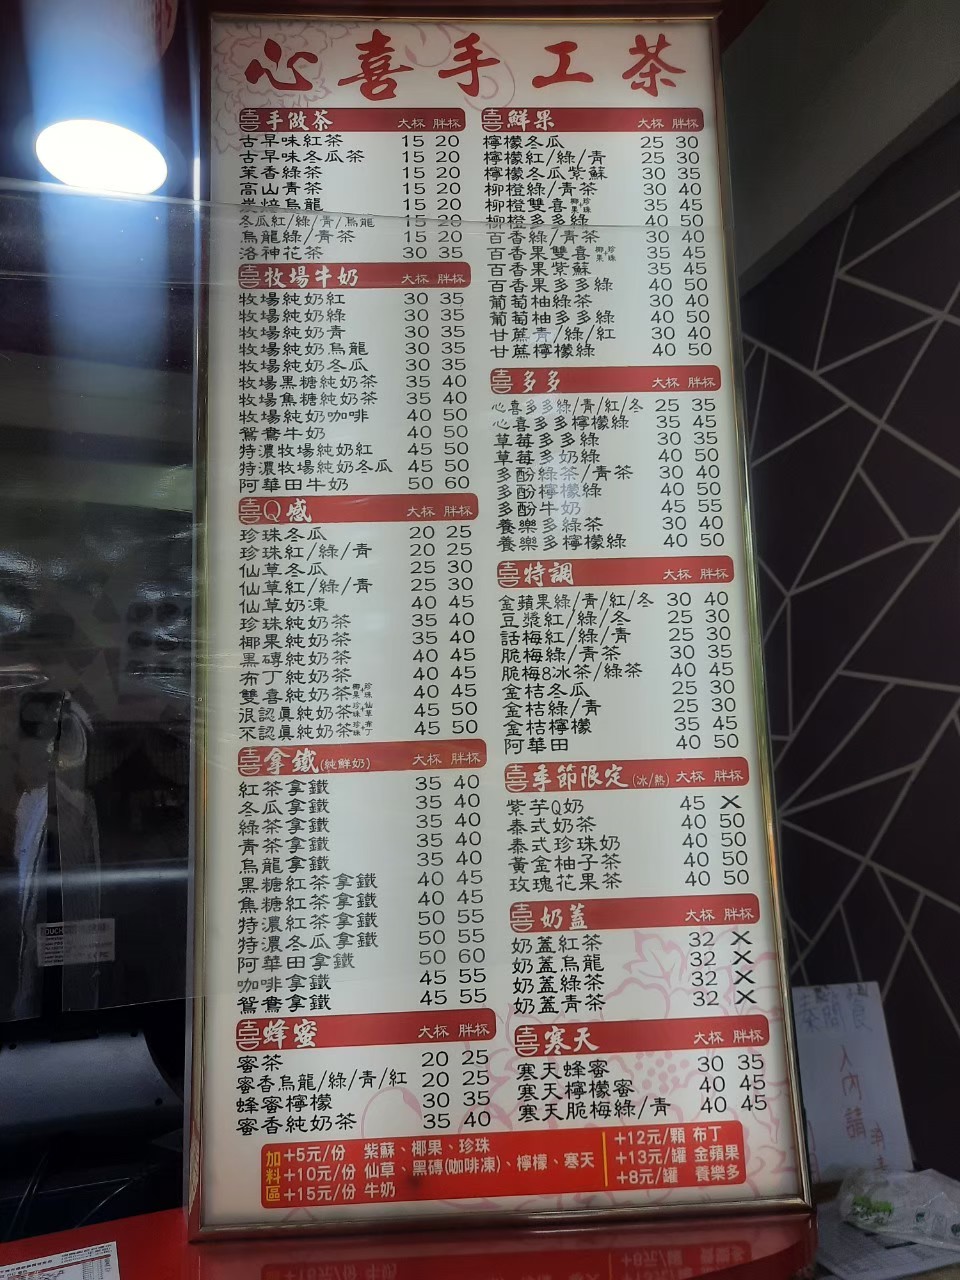 心喜手工茶
喜手做茶 大杯 胖杯
古早味紅茶 15 20
古早味冬瓜茶 15 20
茉香綠茶 15 20
高山青茶 15 20
炭焙烏龍 15 20
冬瓜紅/綠/青/烏龍 15 20
烏龍綠/青茶 15 20
洛神花茶 30 35
喜牧場牛奶 大杯 胖杯
牧場純奶紅 30 35
牧場純奶綠 30 35
牧場純奶青 30 35
牧場純奶烏龍 30 35
牧場純奶冬瓜 30 35
牧場黑糖純奶茶 35 40
牧場焦糖純奶茶 35 40
牧場純奶咖啡 40 50
鴛鴦牛奶 40 50
特濃牧場純奶紅 45 50
特濃牧場純奶冬瓜 45 50
阿華田牛奶 50 60
喜Q感 大杯 胖杯
珍珠冬瓜 20 25
珍珠紅/綠/青 20 25
仙草冬瓜 25 30
仙草紅/綠/青 25 30
仙草奶凍 40 45
珍珠純奶茶 35 40
椰果純奶茶 35 40
黑磚純奶茶 40 45
布丁純奶茶 40 45
雙喜純奶茶椰果+珍珠 40 45
很認真純奶茶珍珠+仙草 45 50
不認真純奶茶珍珠+布丁 45 50
喜拿鐵(純鮮奶) 大杯 胖杯
紅茶拿鐵 35 40
冬瓜拿鐵 35 40
綠茶拿鐵 35 40
青茶拿鐵 35 40
烏龍拿鐵 35 40
黑糖紅茶拿鐵 40 45
焦糖紅茶拿鐵 40 45
特濃紅茶拿鐵 50 55
特濃冬瓜拿鐵 50 55
阿華田拿鐵 50 60
咖啡拿鐵 45 55
鴛鴦拿鐵 45 55
喜蜂蜜 大杯 胖杯
蜜茶 20 25
蜜香烏龍/綠/青/紅 20 25
蜂蜜檸檬 30 35
蜜香純奶茶 35 40
喜鮮果 大杯 胖杯
檸檬冬瓜 25 30
檸檬紅/綠/青 25 30
檸檬冬瓜紫蘇 30 35
柳橙綠/青茶 30 40
柳橙雙喜椰果+珍珠 35 45
柳橙多多綠 40 50
百香綠/青茶 30 40
百香果雙喜椰果+珍珠 35 45
百香果紫蘇 35 45
百香果多多綠 40 50
葡萄柚綠茶 30 40
葡萄柚多多綠 40 50
甘蔗青/綠/紅 30 40
甘蔗檸檬綠 40 50
喜多多 大杯 胖杯
心喜多多綠/青/紅/冬 25 35
心喜多多檸檬綠 35 45
草莓多多綠 30 35
草莓多奶綠 40 50
多酚綠茶/青茶 30 40
多酚檸檬綠 40 50
多酚牛奶 45 55
養樂多綠茶 30 40
養樂多檸檬綠 40 50
喜特調 大杯 胖杯
金蘋果綠/青/紅/冬 30 40
豆漿紅/綠/冬 25 30
話梅紅/綠/青 25 30
脆梅綠/青茶 30 35
脆梅8冰茶/綠茶 40 45
金桔冬瓜 25 30
金桔綠/青 25 30
金桔檸檬 35 45
阿華田 40 50
喜季節限定(冰/熱) 大杯 胖杯
紫芋Q奶 45 X
泰式奶茶 40 50
泰式珍珠奶 40 50
黃金柚子茶 40 50
玫瑰花果茶 40 50
喜奶蓋 大杯 胖杯
奶蓋紅茶 32 X
奶蓋烏龍 32 X
奶蓋綠茶 32 X
奶蓋青茶 32 X
喜寒天 大杯 胖杯
寒天蜂蜜 30 35
寒天檸檬蜜 40 45
寒天脆梅綠/青 40 45
加料區
+5元/份 紫蘇、椰果、珍珠
+10元/份 仙草、黑磚(咖啡凍)、檸檬、寒天
+15元/份 牛奶
+12元/顆 布丁
+13元/罐 金蘋果
+8元/罐 養樂多
入內請